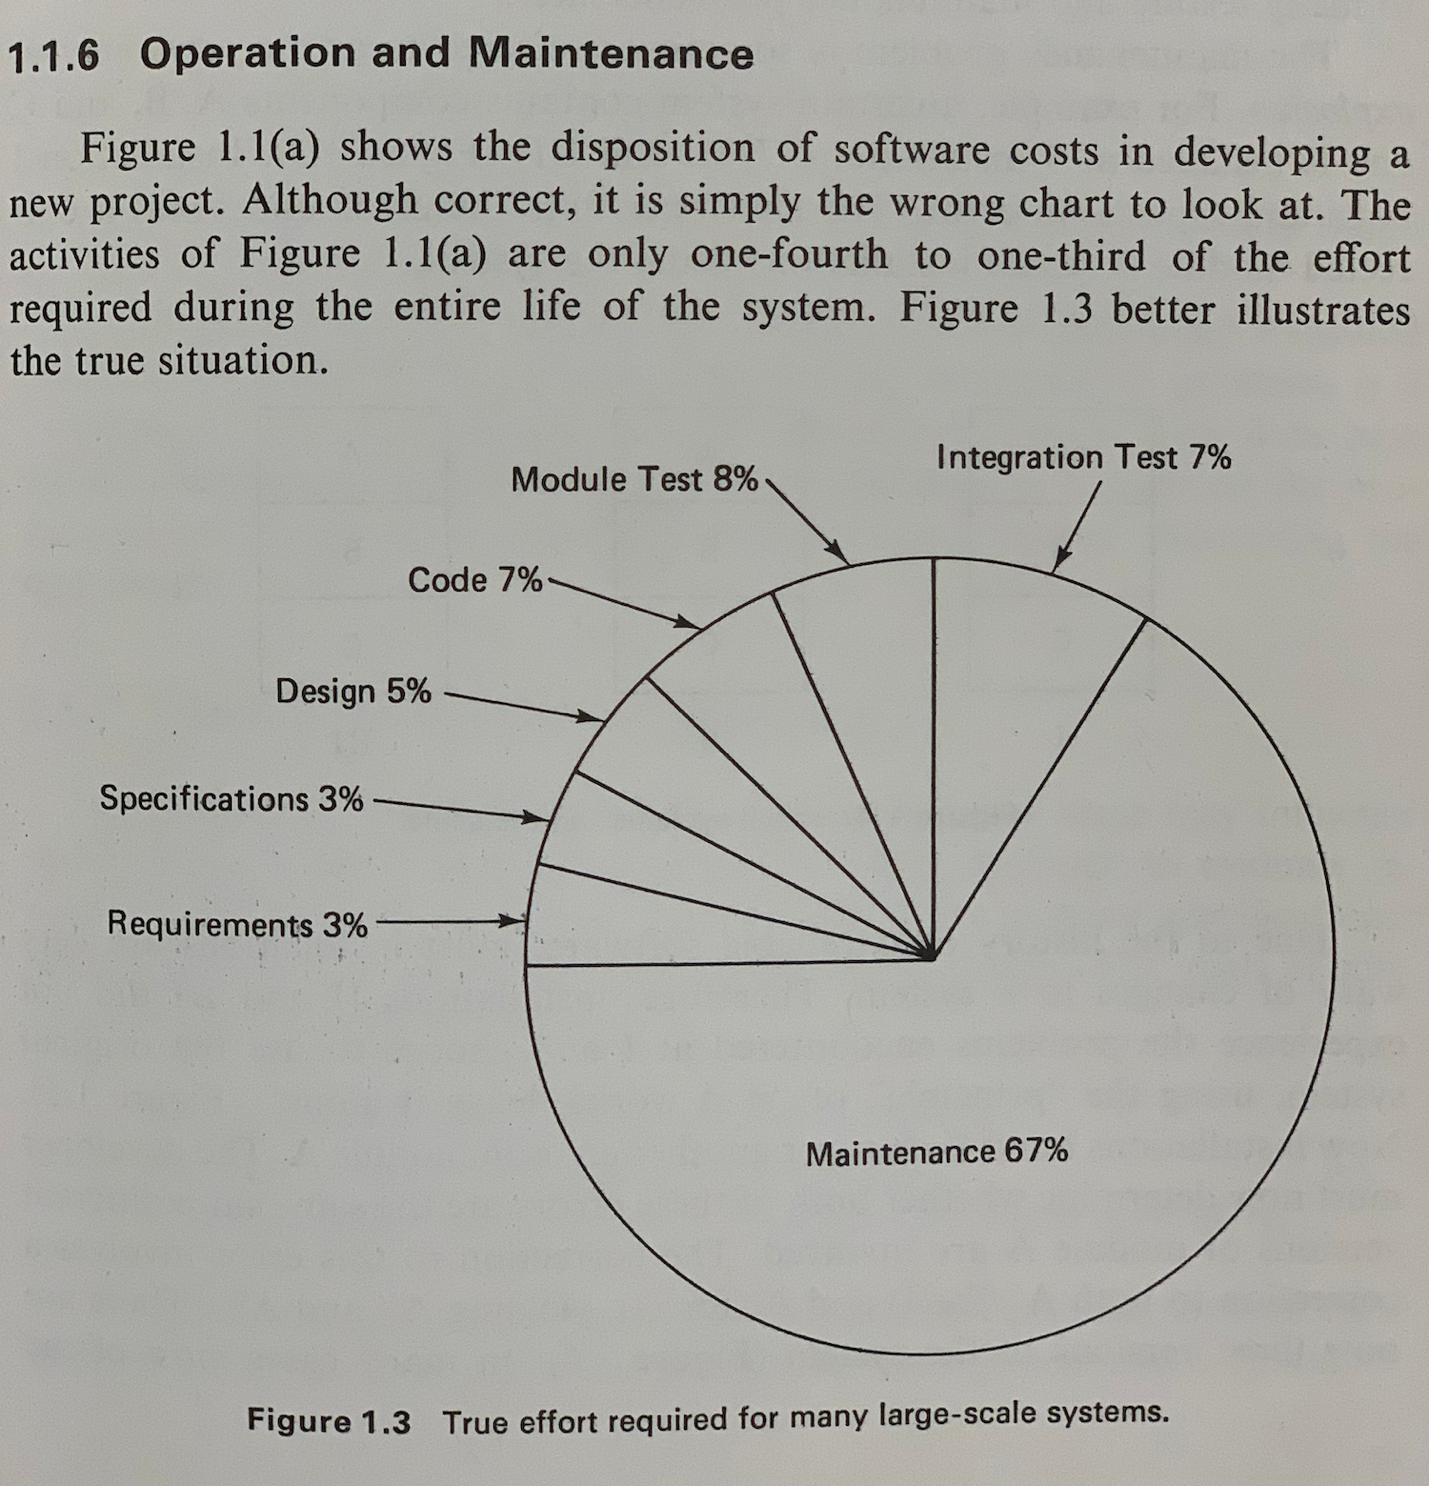 1.1.6 Operation and Maintenance
Figure 1.1(a) shows the disposition of software costs in developing a
new project. Although correct, it is simply the wrong chart to look at. The
activities of Figure 1.1(a) are only one-fourth to one-third of the effort
required during the entire life of the system. Figure 1.3 better illustrates
the true situation.
Integration Test 7%
Module Test 8%
Code 7%
Design 5%
Specifications 3%
Requirements 3%
Maintenance 67%
Figure 1.3 True effort required for many large-scale systems.